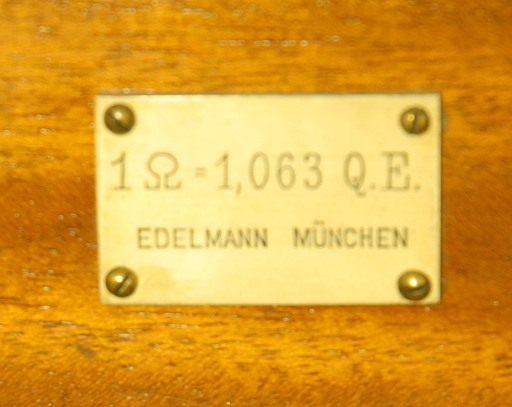 1 Ω = 1,063 Q.E.
EDELMANN MÜNCHEN